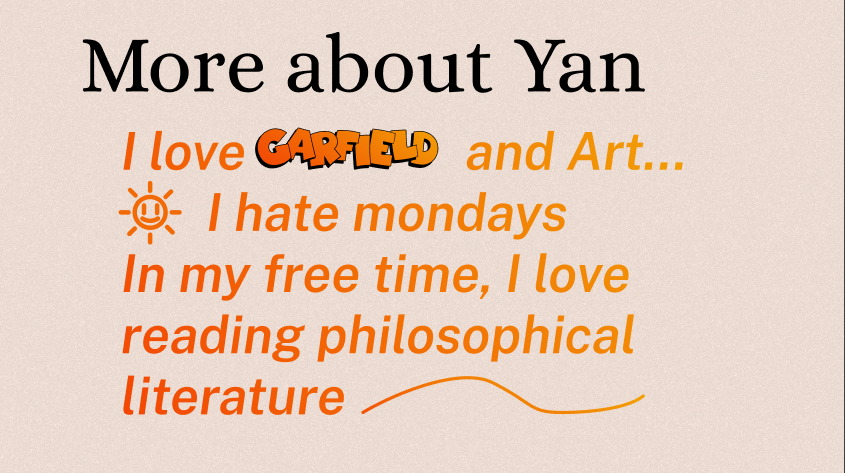 More about Yan
I love GARFIELD and Art...
I hate mondays
In my free time, I love
reading philosophical
literature